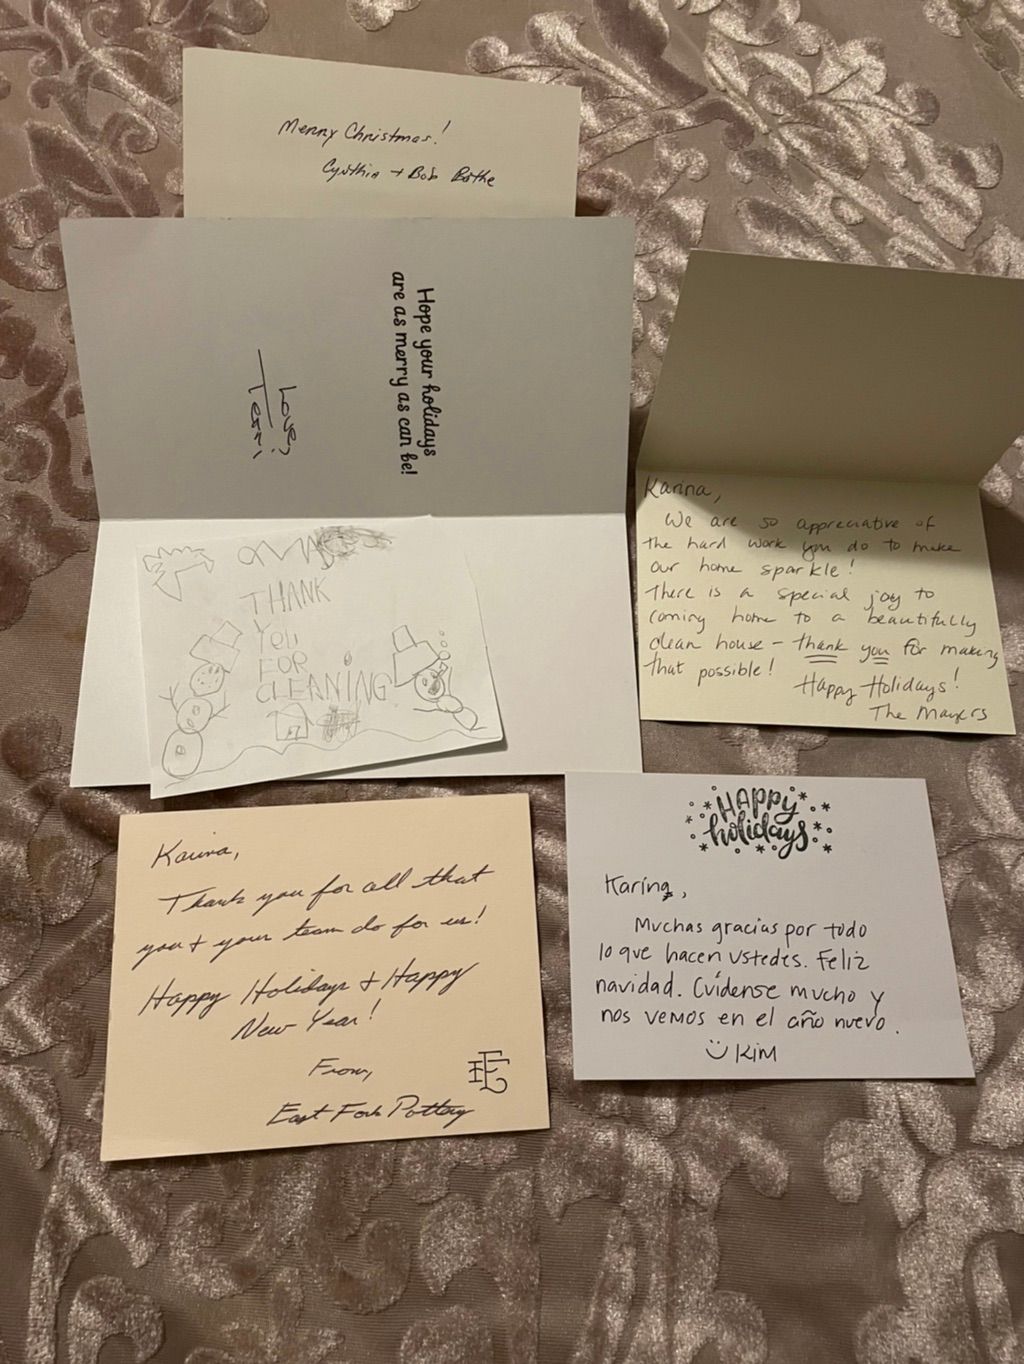 Merry Christmas!
Cynthia + Bob Rothe
Hope your holidays
are as merry as can be!
Love,
Terri
THANK
YOU
FOR
CLEANING
Karina,
We are so appreciative of
the hard work you do to make
our home sparkle!
There is a special joy to
coming home to a beautifully
clean house - thank you for making
that possible!
Happy Holidays!
The Mayers
Karina,
Thank you for all that
you + your team do for us!
Happy Holidays + Happy
New Year!
From,
East Fork Pottery
HAPPY
holidays
Karina,
Muchas gracias por todo
lo que hacen ustedes. Feliz
navidad. Cuídense mucho y
nos vemos en el año nuevo.
Kim